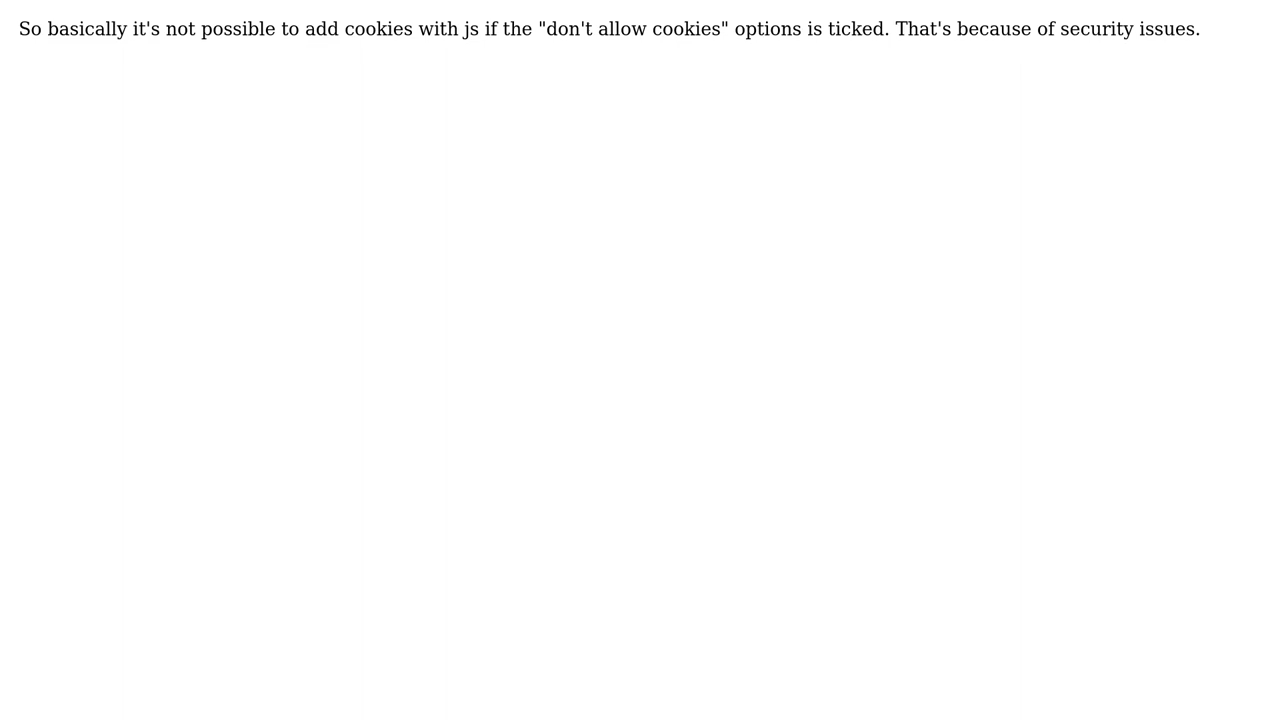 So basically it's not possible to add cookies with js if the "don't allow cookies" options is ticked. That's because of security issues.